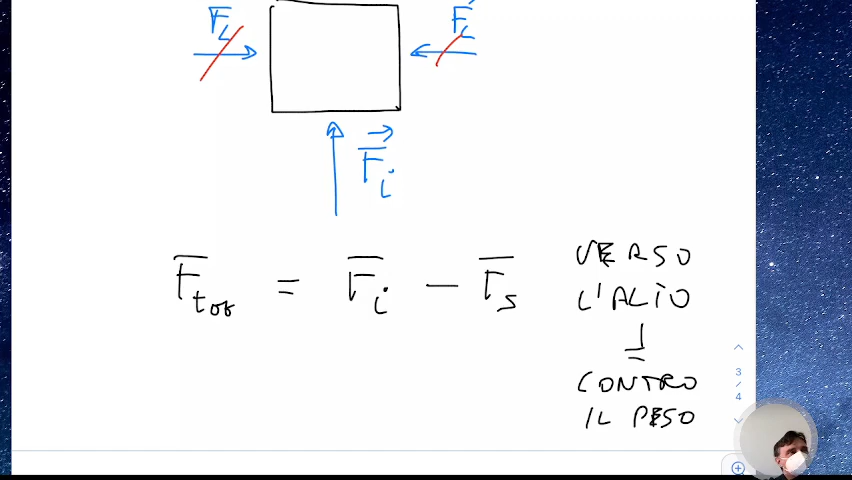 F_L F_L'
F_i
F_tot = F_i - F_s
VERSO
L'ALTO
E
CONTRO
IL PESO
3
/
4